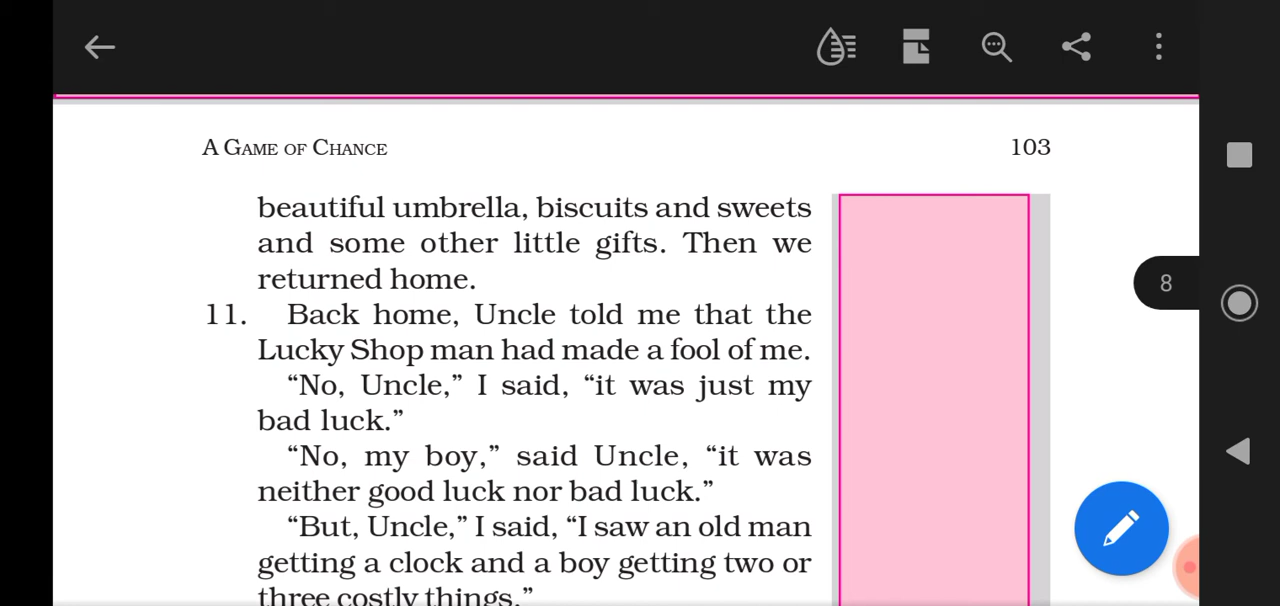 A GAME OF CHANCE
103
beautiful umbrella, biscuits and sweets
and some other little gifts. Then we
returned home.
11. Back home, Uncle told me that the
Lucky Shop man had made a fool of me.
“No, Uncle,” I said, “it was just my
bad luck.”
“No, my boy,” said Uncle, “it was
neither good luck nor bad luck.”
“But, Uncle,” I said, “I saw an old man
getting a clock and a boy getting two or
three costly things.”
8